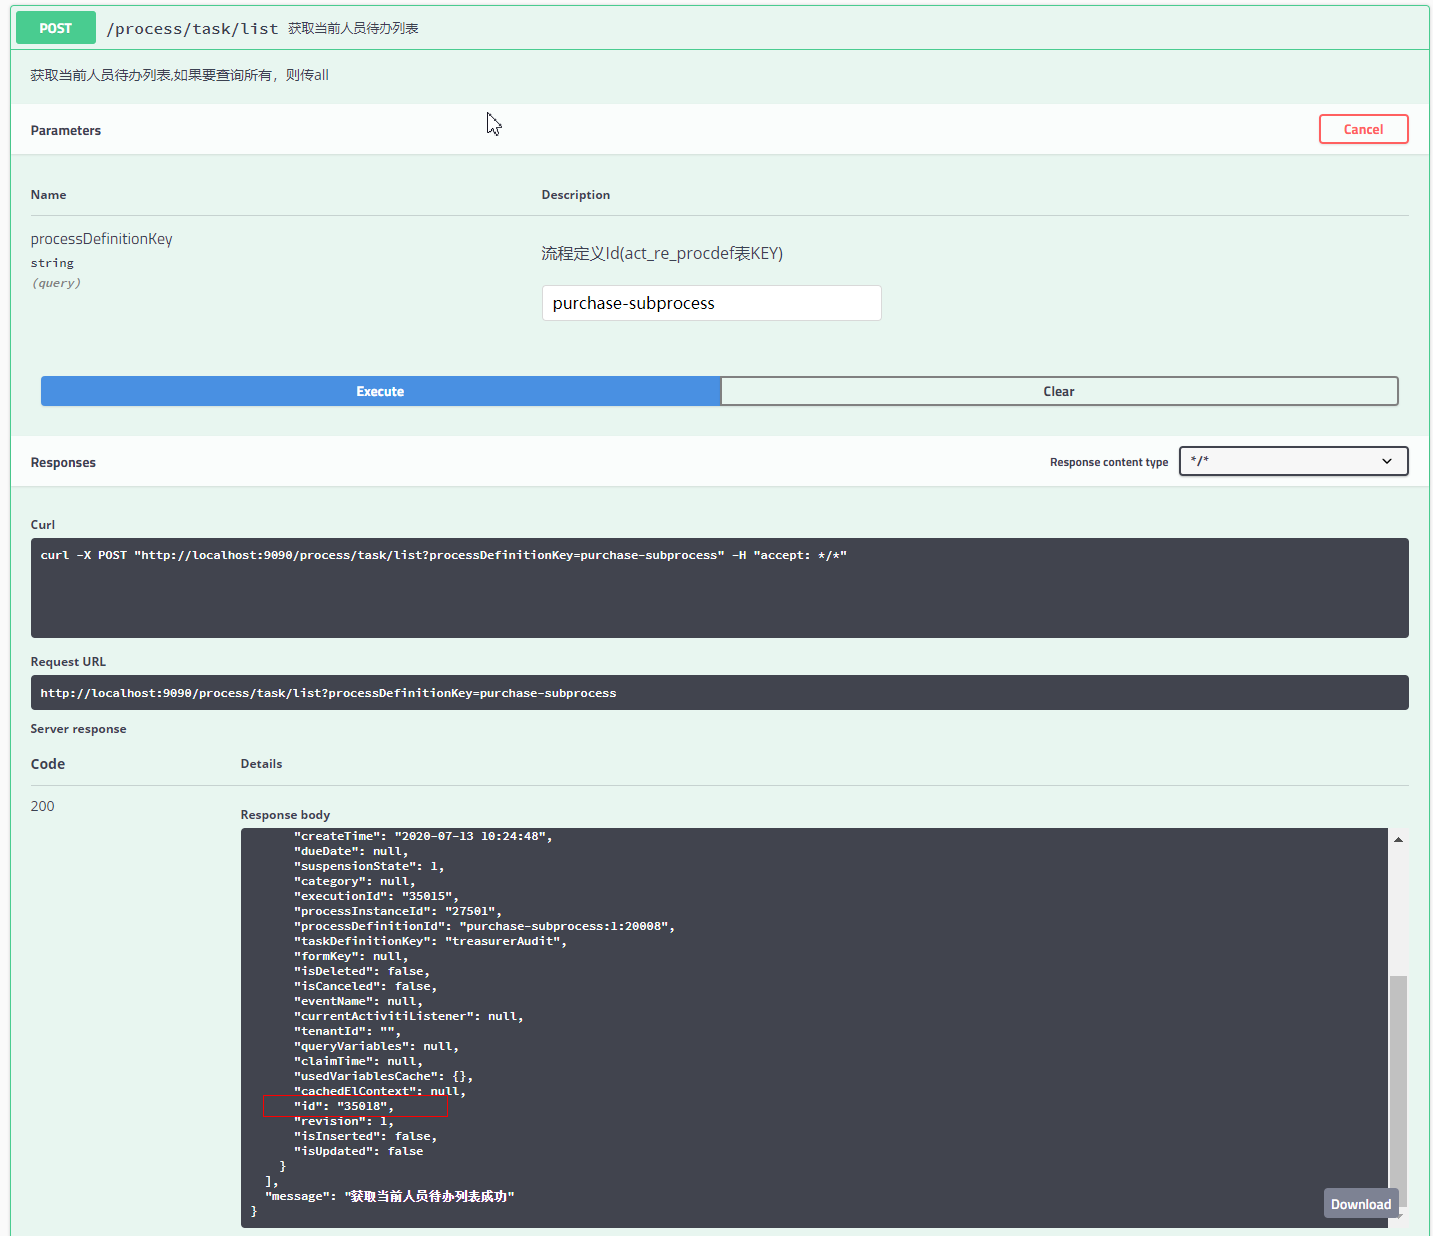 POST /process/task/list 获取当前人员待办列表
获取当前人员待办列表,如果要查询所有，则传all
Parameters
Cancel
Name Description
processDefinitionKey
string
(query)
流程定义Id(act_re_procdef表KEY)
purchase-subprocess
Execute Clear
Responses Response content type */*
Curl
curl -X POST "http://localhost:9090/process/task/list?processDefinitionKey=purchase-subprocess" -H "accept: */*"
Request URL
http://localhost:9090/process/task/list?processDefinitionKey=purchase-subprocess
Server response
Code Details
200
Response body
"createTime": "2020-07-13 10:24:48",
"dueDate": null,
"suspensionState": 1,
"category": null,
"executionId": "35015",
"processInstanceId": "27501",
"processDefinitionId": "purchase-subprocess:1:20008",
"taskDefinitionKey": "treasurerAudit",
"formKey": null,
"isDeleted": false,
"isCanceled": false,
"eventName": null,
"currentActivitiListener": null,
"tenantId": "",
"queryVariables": null,
"claimTime": null,
"usedVariablesCache": {},
"cachedElContext": null,
"id": "35018",
"revision": 1,
"isInserted": false,
"isUpdated": false
}
],
"message": "获取当前人员待办列表成功"
}
Download